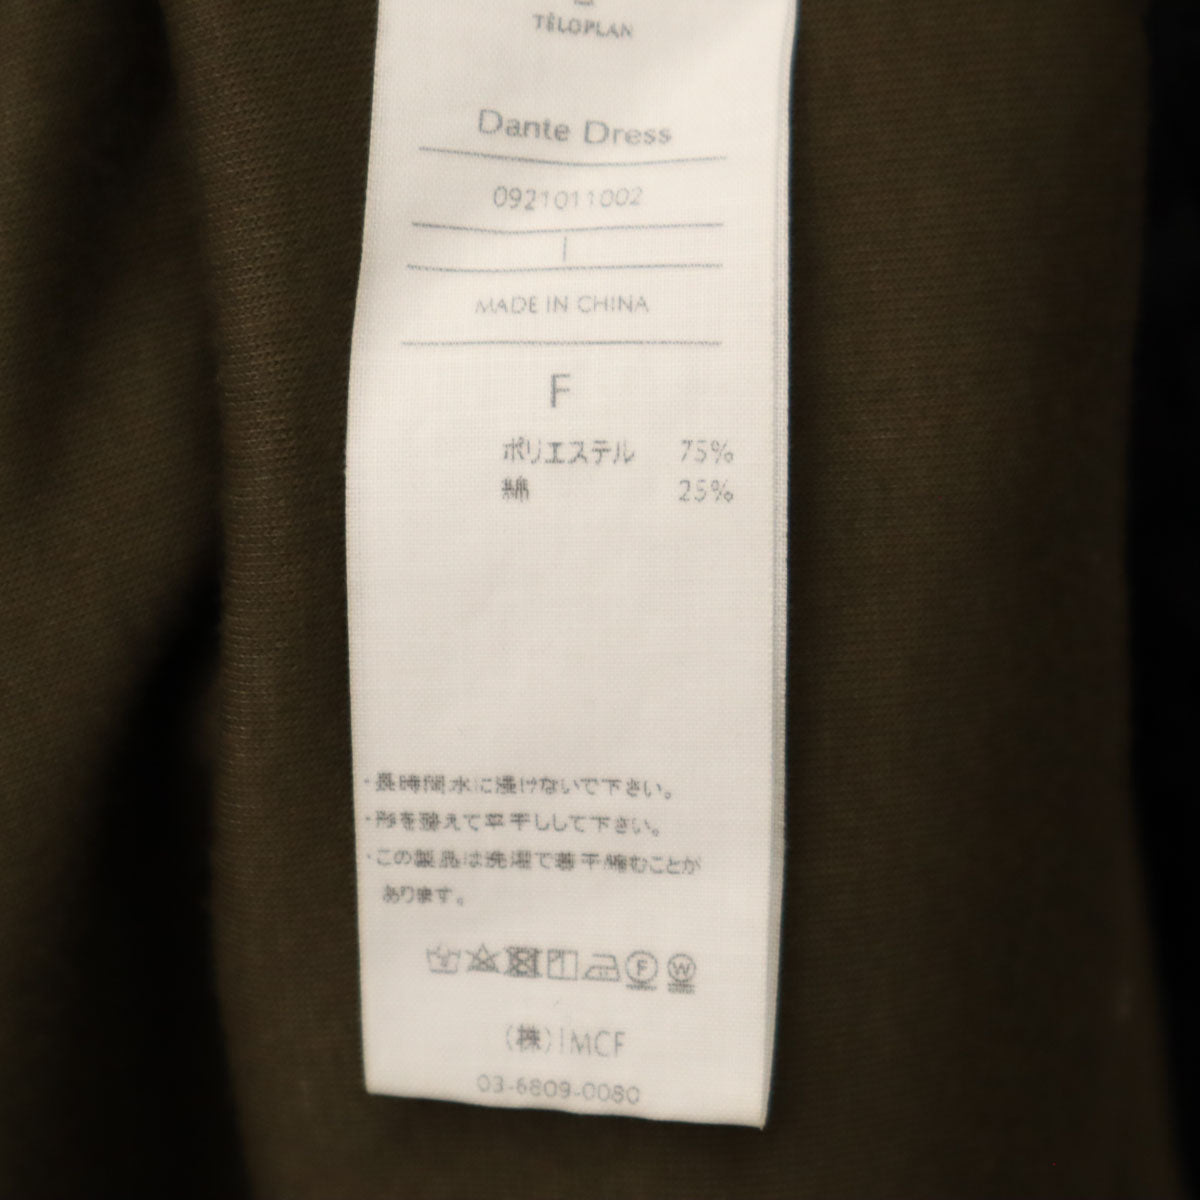 TĒLOPLAN
Dante Dress
0921011002
MADE IN CHINA
F
ポリエステル 75%
綿 25%
・長時間水に浸けないで下さい。
・形を整えて平干しして下さい。
・この製品は洗濯で若干縮むことが
あります。
F W
(株)IMCF
03-6809-0080